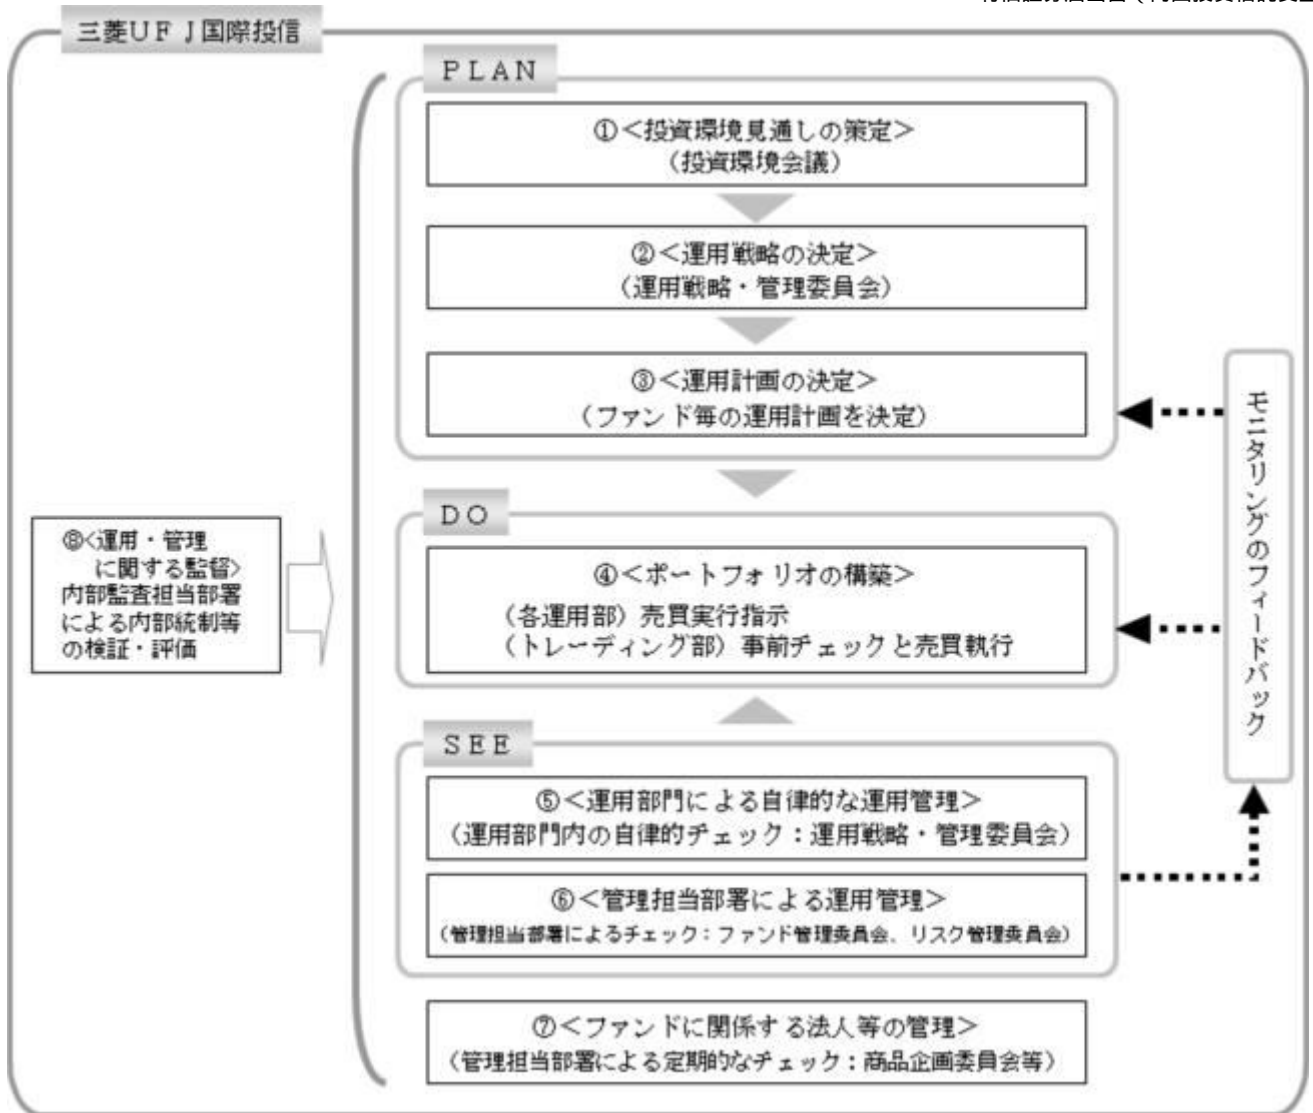 三菱ＵＦＪ国際投信
ＰＬＡＮ
①＜投資環境見通しの策定＞
（投資環境会議）
②＜運用戦略の決定＞
（運用戦略・管理委員会）
③＜運用計画の決定＞
（ファンド毎の運用計画を決定）
ＤＯ
④＜ポートフォリオの構築＞
（各運用部）売買実行指示
（トレーディング部）事前チェックと売買執行
ＳＥＥ
⑤＜運用部門による自律的な運用管理＞
（運用部門内の自律的チェック：運用戦略・管理委員会）
⑥＜管理担当部署による運用管理＞
（管理担当部署によるチェック：ファンド管理委員会、リスク管理委員会）
⑦＜ファンドに関係する法人等の管理＞
（管理担当部署による定期的なチェック：商品企画委員会等）
⑧＜運用・管理
に関する監督＞
内部監査担当部署
による内部統制等
の検証・評価
モニタリングのフィードバック